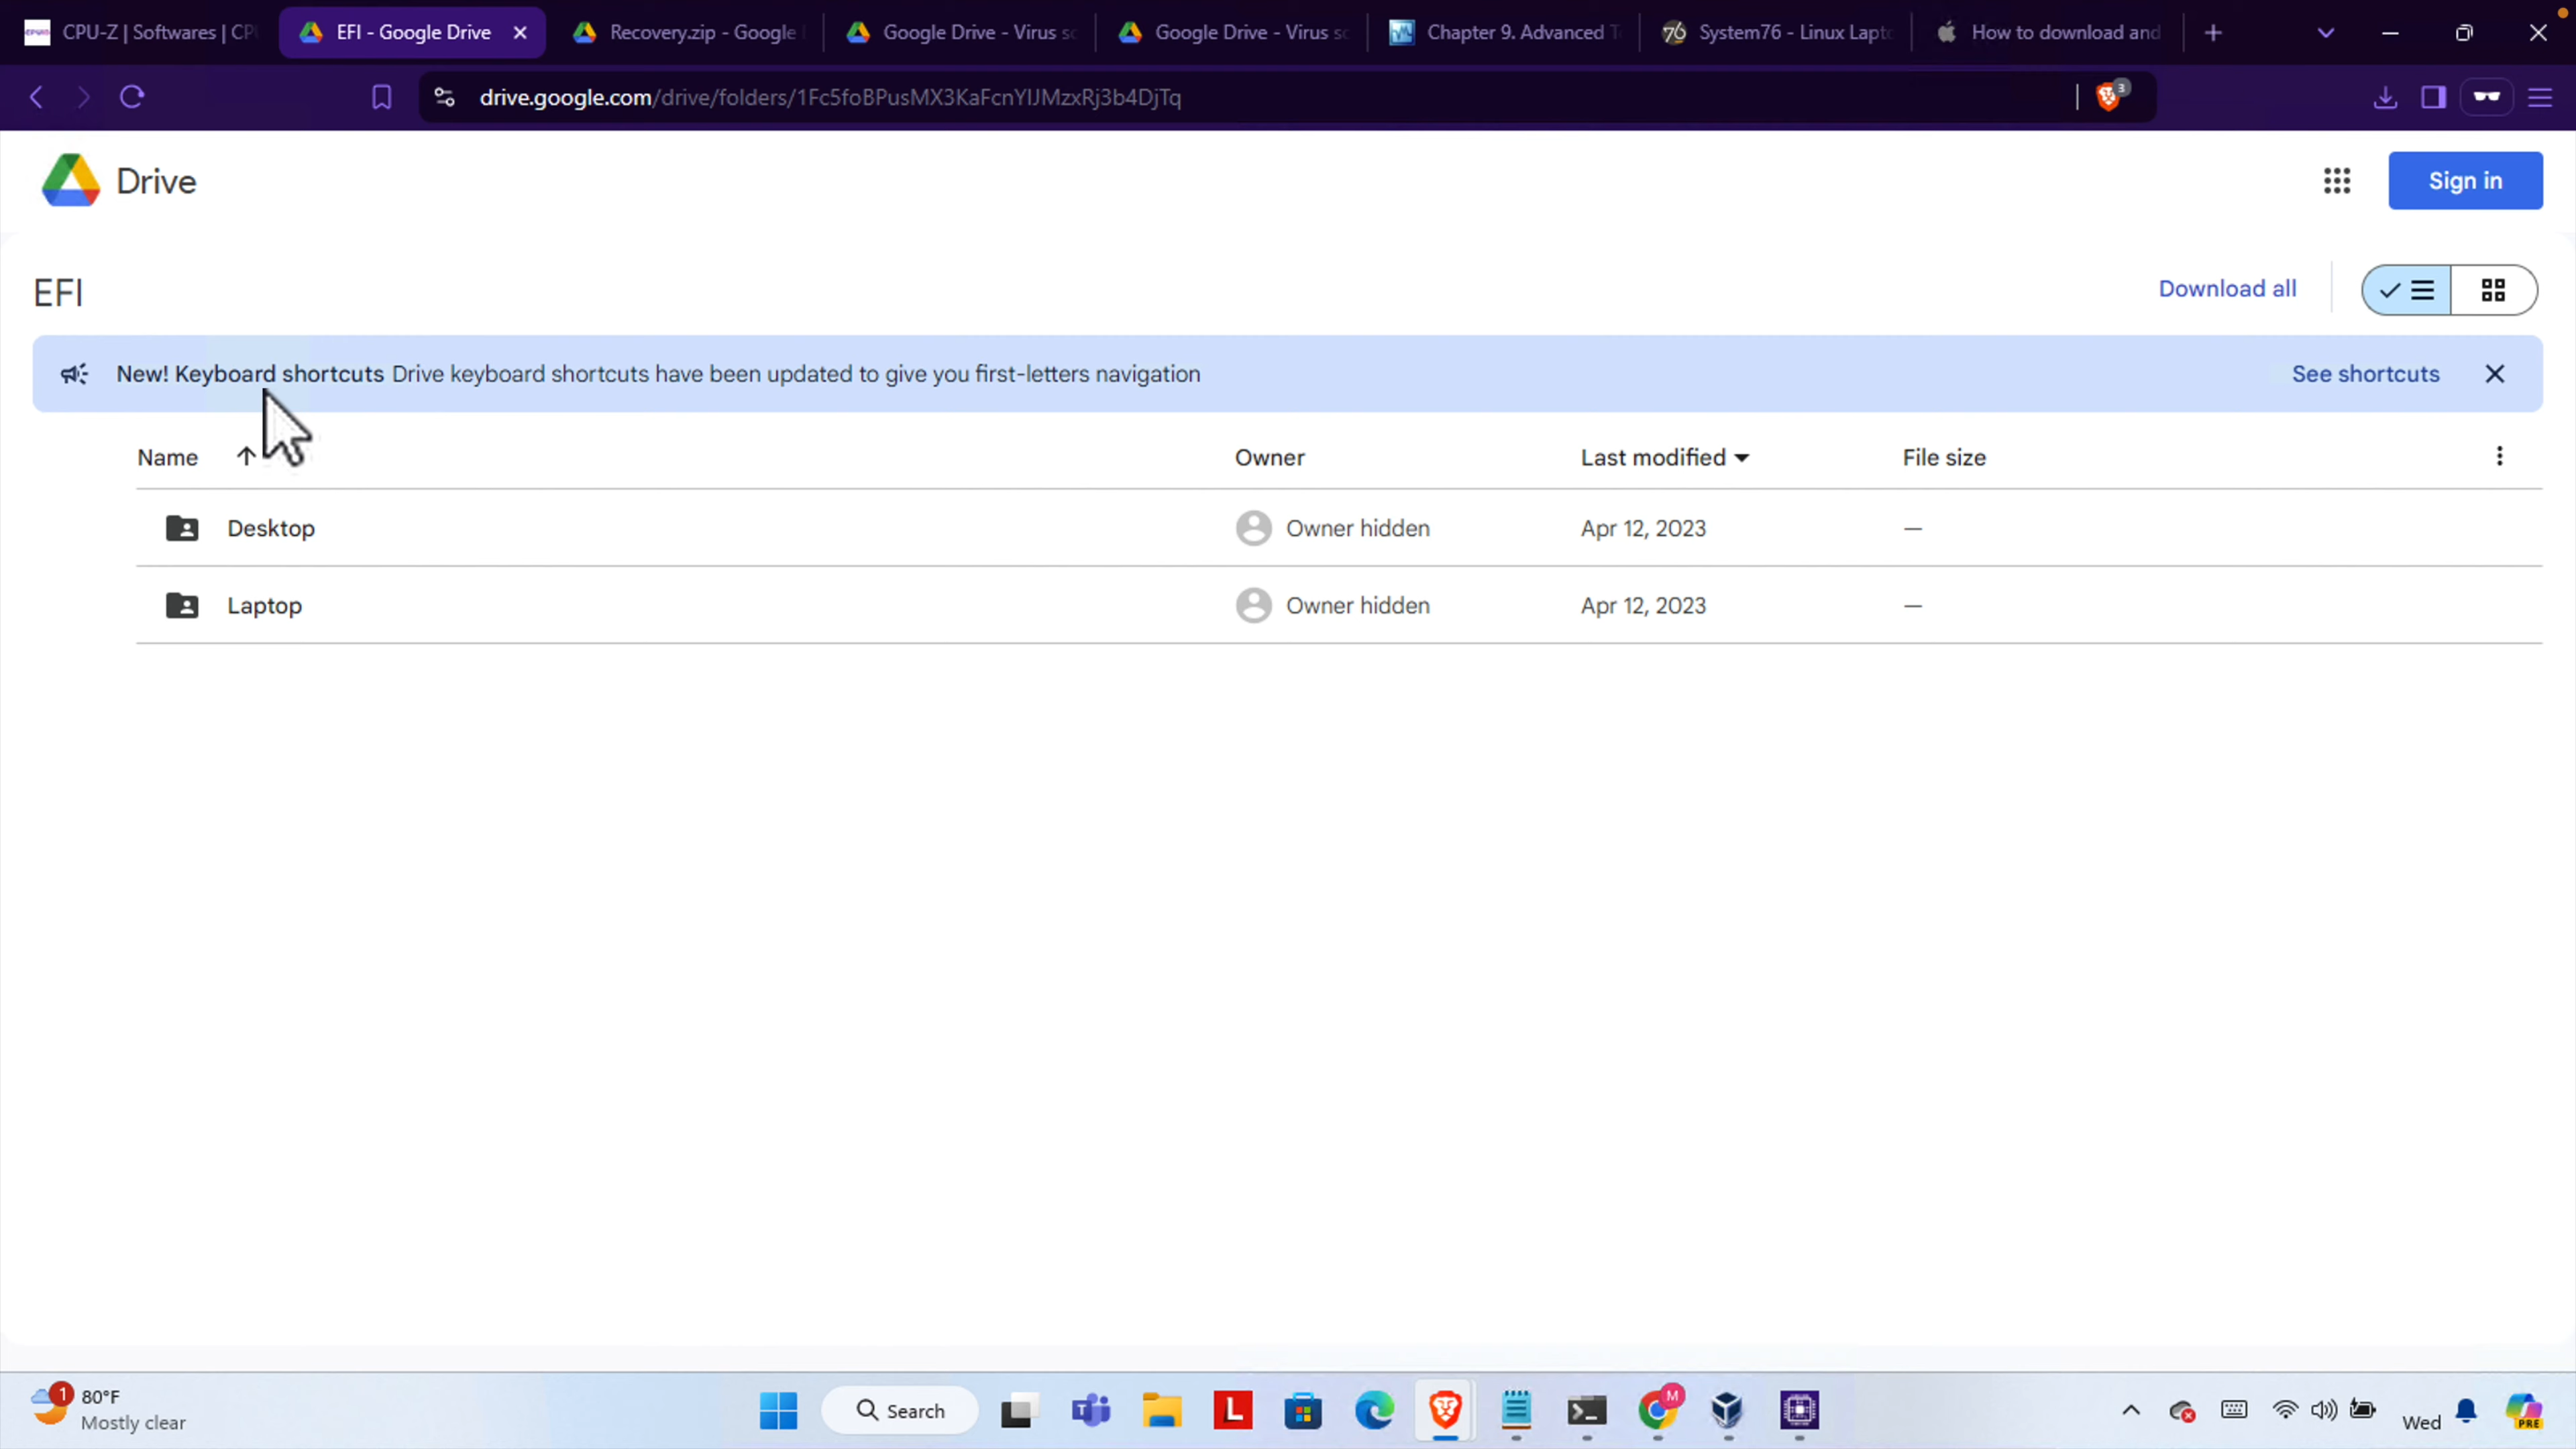 CPU-Z | Softwares | CPU
EFI - Google Drive
Recovery.zip - Google
Google Drive - Virus sc
Google Drive - Virus sc
Chapter 9. Advanced T
System76 - Linux Lapto
How to download and
drive.google.com/drive/folders/1Fc5foBPusMX3KaFcnYIJMzxRj3b4DjTq
3
Drive
Sign in
EFI
Download all
New! Keyboard shortcuts Drive keyboard shortcuts have been updated to give you first-letters navigation
See shortcuts
Name Owner Last modified File size
Desktop Owner hidden Apr 12, 2023 —
Laptop Owner hidden Apr 12, 2023 —
1
80°F
Mostly clear
Search
T
L
M
Wed
PRE